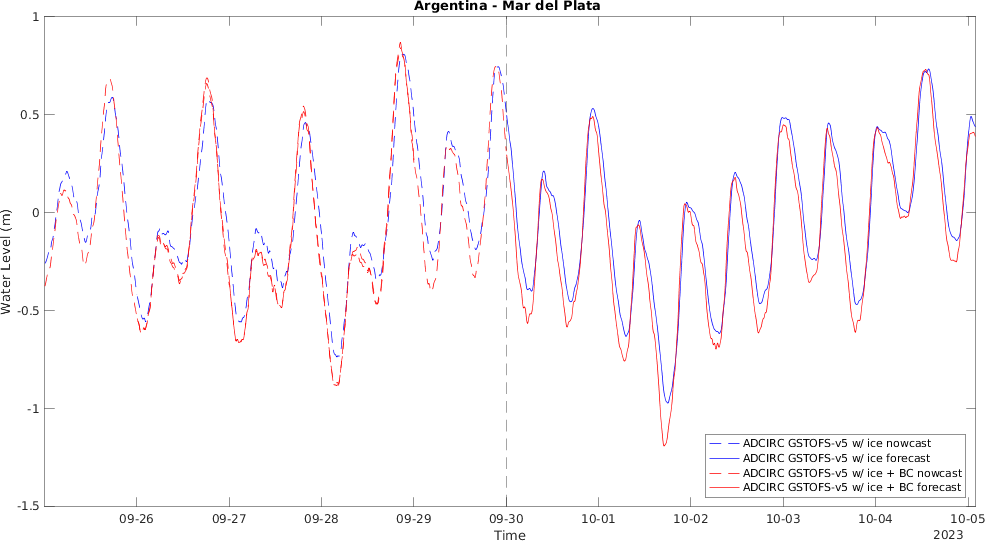 Argentina - Mar del Plata
1
0.5
0
-0.5
-1
-1.5
Water Level (m)
ADCIRC GSTOFS-v5 w/ ice nowcast
ADCIRC GSTOFS-v5 w/ ice forecast
ADCIRC GSTOFS-v5 w/ ice + BC nowcast
ADCIRC GSTOFS-v5 w/ ice + BC forecast
09-26 09-27 09-28 09-29 09-30 10-01 10-02 10-03 10-04 10-05
Time
2023